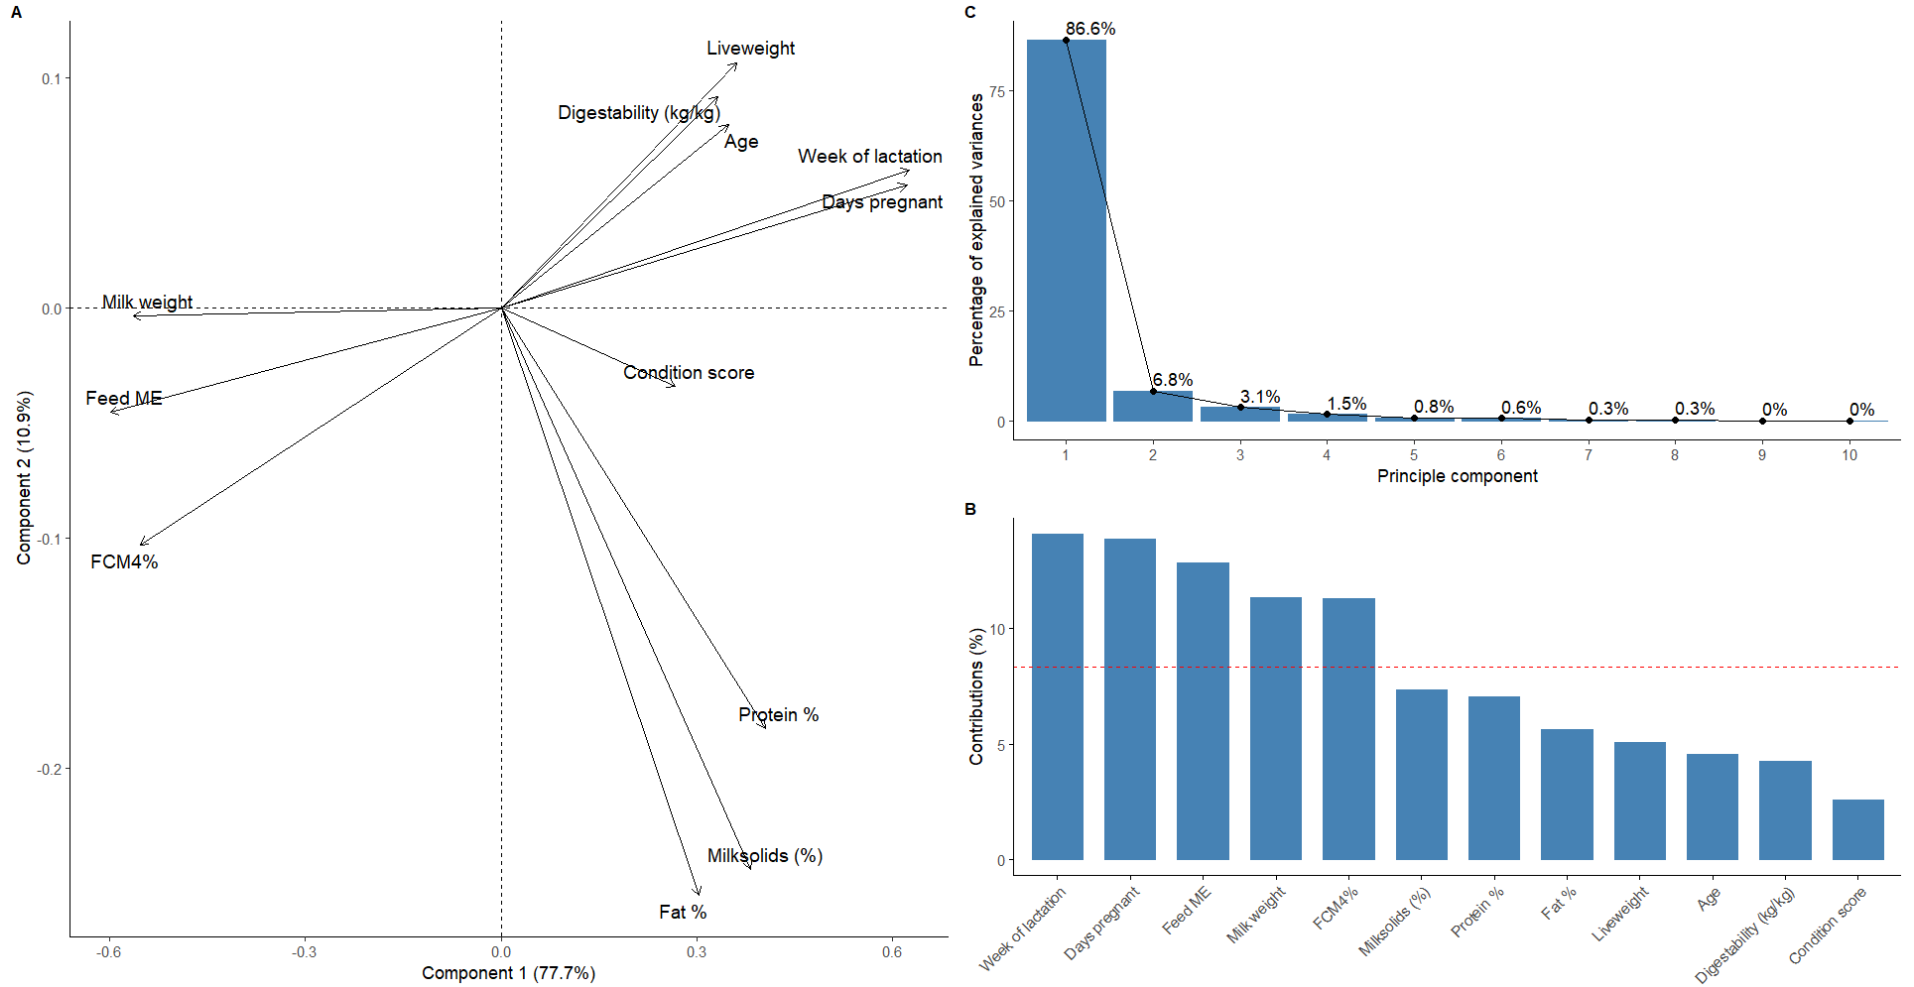 A
Liveweight
0.1
Digestability (kg/kg)
Age
Week of lactation
Days pregnant
Milk weight
0.0
Condition score
Feed ME
Component 2 (10.9%)
-0.1
FCM4%
Protein %
-0.2
Milksolids (%)
Fat %
-0.6
-0.3
0.0
0.3
0.6
Component 1 (77.7%)
C
86.6%
75
Percentage of explained variances
50
25
6.8%
3.1%
1.5%
0.8%
0.6%
0.3%
0.3%
0%
0%
0
1
2
3
4
5
6
7
8
9
10
Principle component
B
Contributions (%)
10
5
0
Week of lactation
Days pregnant
Feed ME
Milk weight
FCM4%
Milksolids (%)
Protein %
Fat %
Liveweight
Age
Digestability (kg/kg)
Condition score